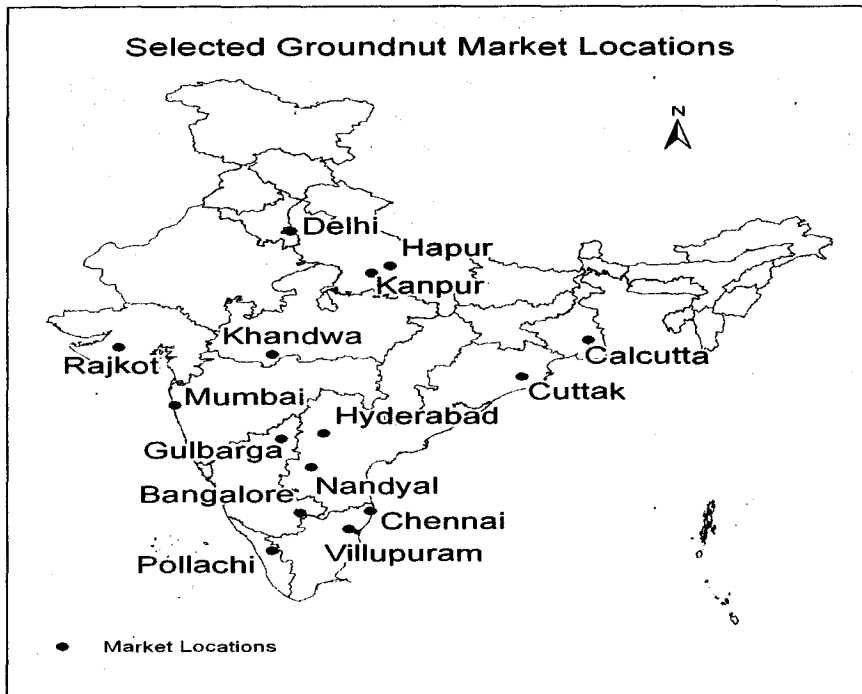 Selected Groundnut Market Locations
N
Delhi
Hapur
Kanpur
Khandwa
Rajkot
Calcutta
Mumbai
Cuttak
Hyderabad
Gulbarga
Nandyal
Bangalore
Chennai
Villupuram
Pollachi
Market Locations